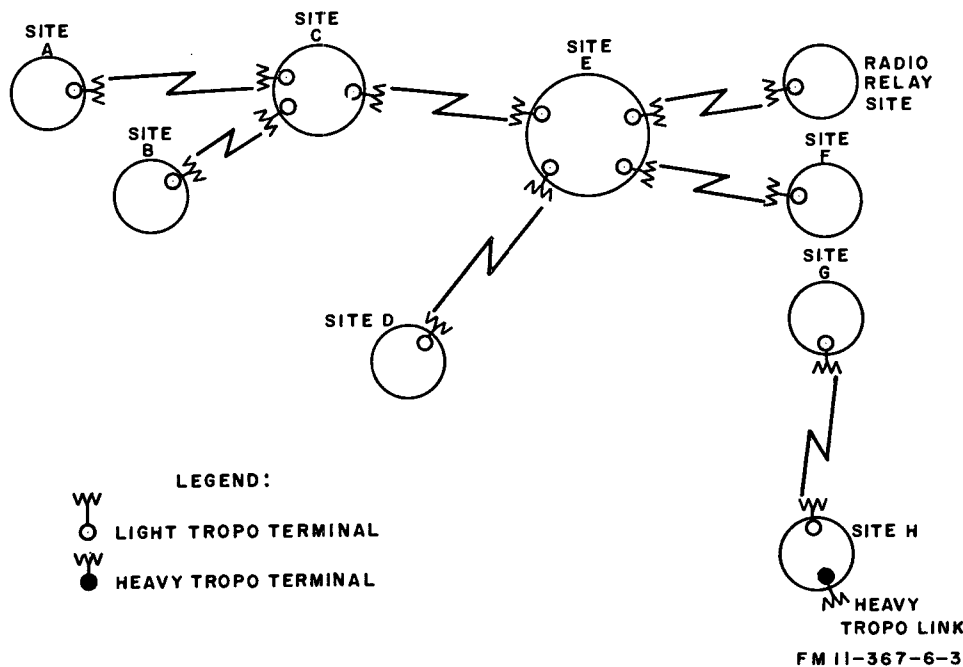 SITE
A
SITE
C
SITE
E
RADIO
RELAY
SITE
SITE
B
SITE
F
SITE
G
SITE D
LEGEND:
LIGHT TROPO TERMINAL
HEAVY TROPO TERMINAL
SITE H
HEAVY
TROPO LINK
FM 11-367-6-3